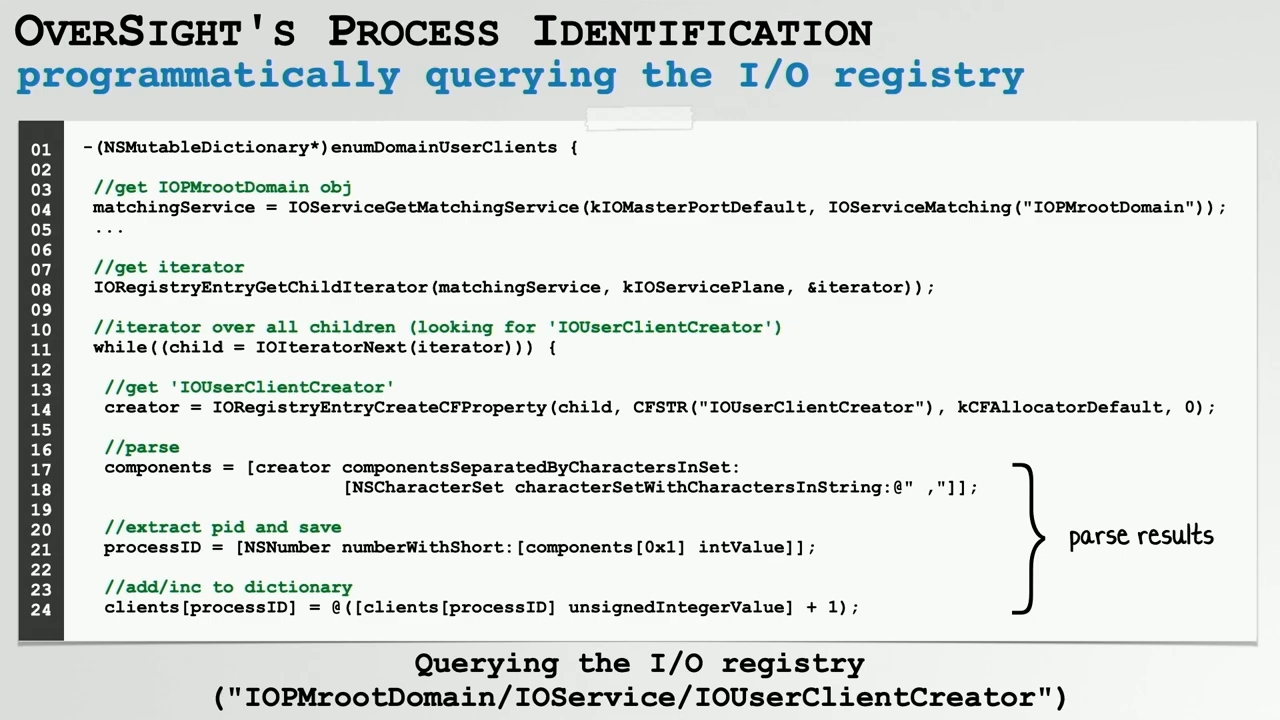 OVERSIGHT'S PROCESS IDENTIFICATION
programmatically querying the I/O registry
01 -(NSMutableDictionary*)enumDomainUserClients {
02
03 //get IOPMrootDomain obj
04 matchingService = IOServiceGetMatchingService(kIOMasterPortDefault, IOServiceMatching("IOPMrootDomain"));
05 ...
06
07 //get iterator
08 IORegistryEntryGetChildIterator(matchingService, kIOServicePlane, &iterator));
09
10 //iterator over all children (looking for 'IOUserClientCreator')
11 while((child = IOIteratorNext(iterator))) {
12
13 //get 'IOUserClientCreator'
14 creator = IORegistryEntryCreateCFProperty(child, CFSTR("IOUserClientCreator"), kCFAllocatorDefault, 0);
15
16 //parse
17 components = [creator componentsSeparatedByCharactersInSet:
18 [NSCharacterSet characterSetWithCharactersInString:@" ,"]];
19
20 //extract pid and save
21 processID = [NSNumber numberWithShort:[components[0x1] intValue]];
22
23 //add/inc to dictionary
24 clients[processID] = @([clients[processID] unsignedIntegerValue] + 1);
parse results
Querying the I/O registry
("IOPMrootDomain/IOService/IOUserClientCreator")